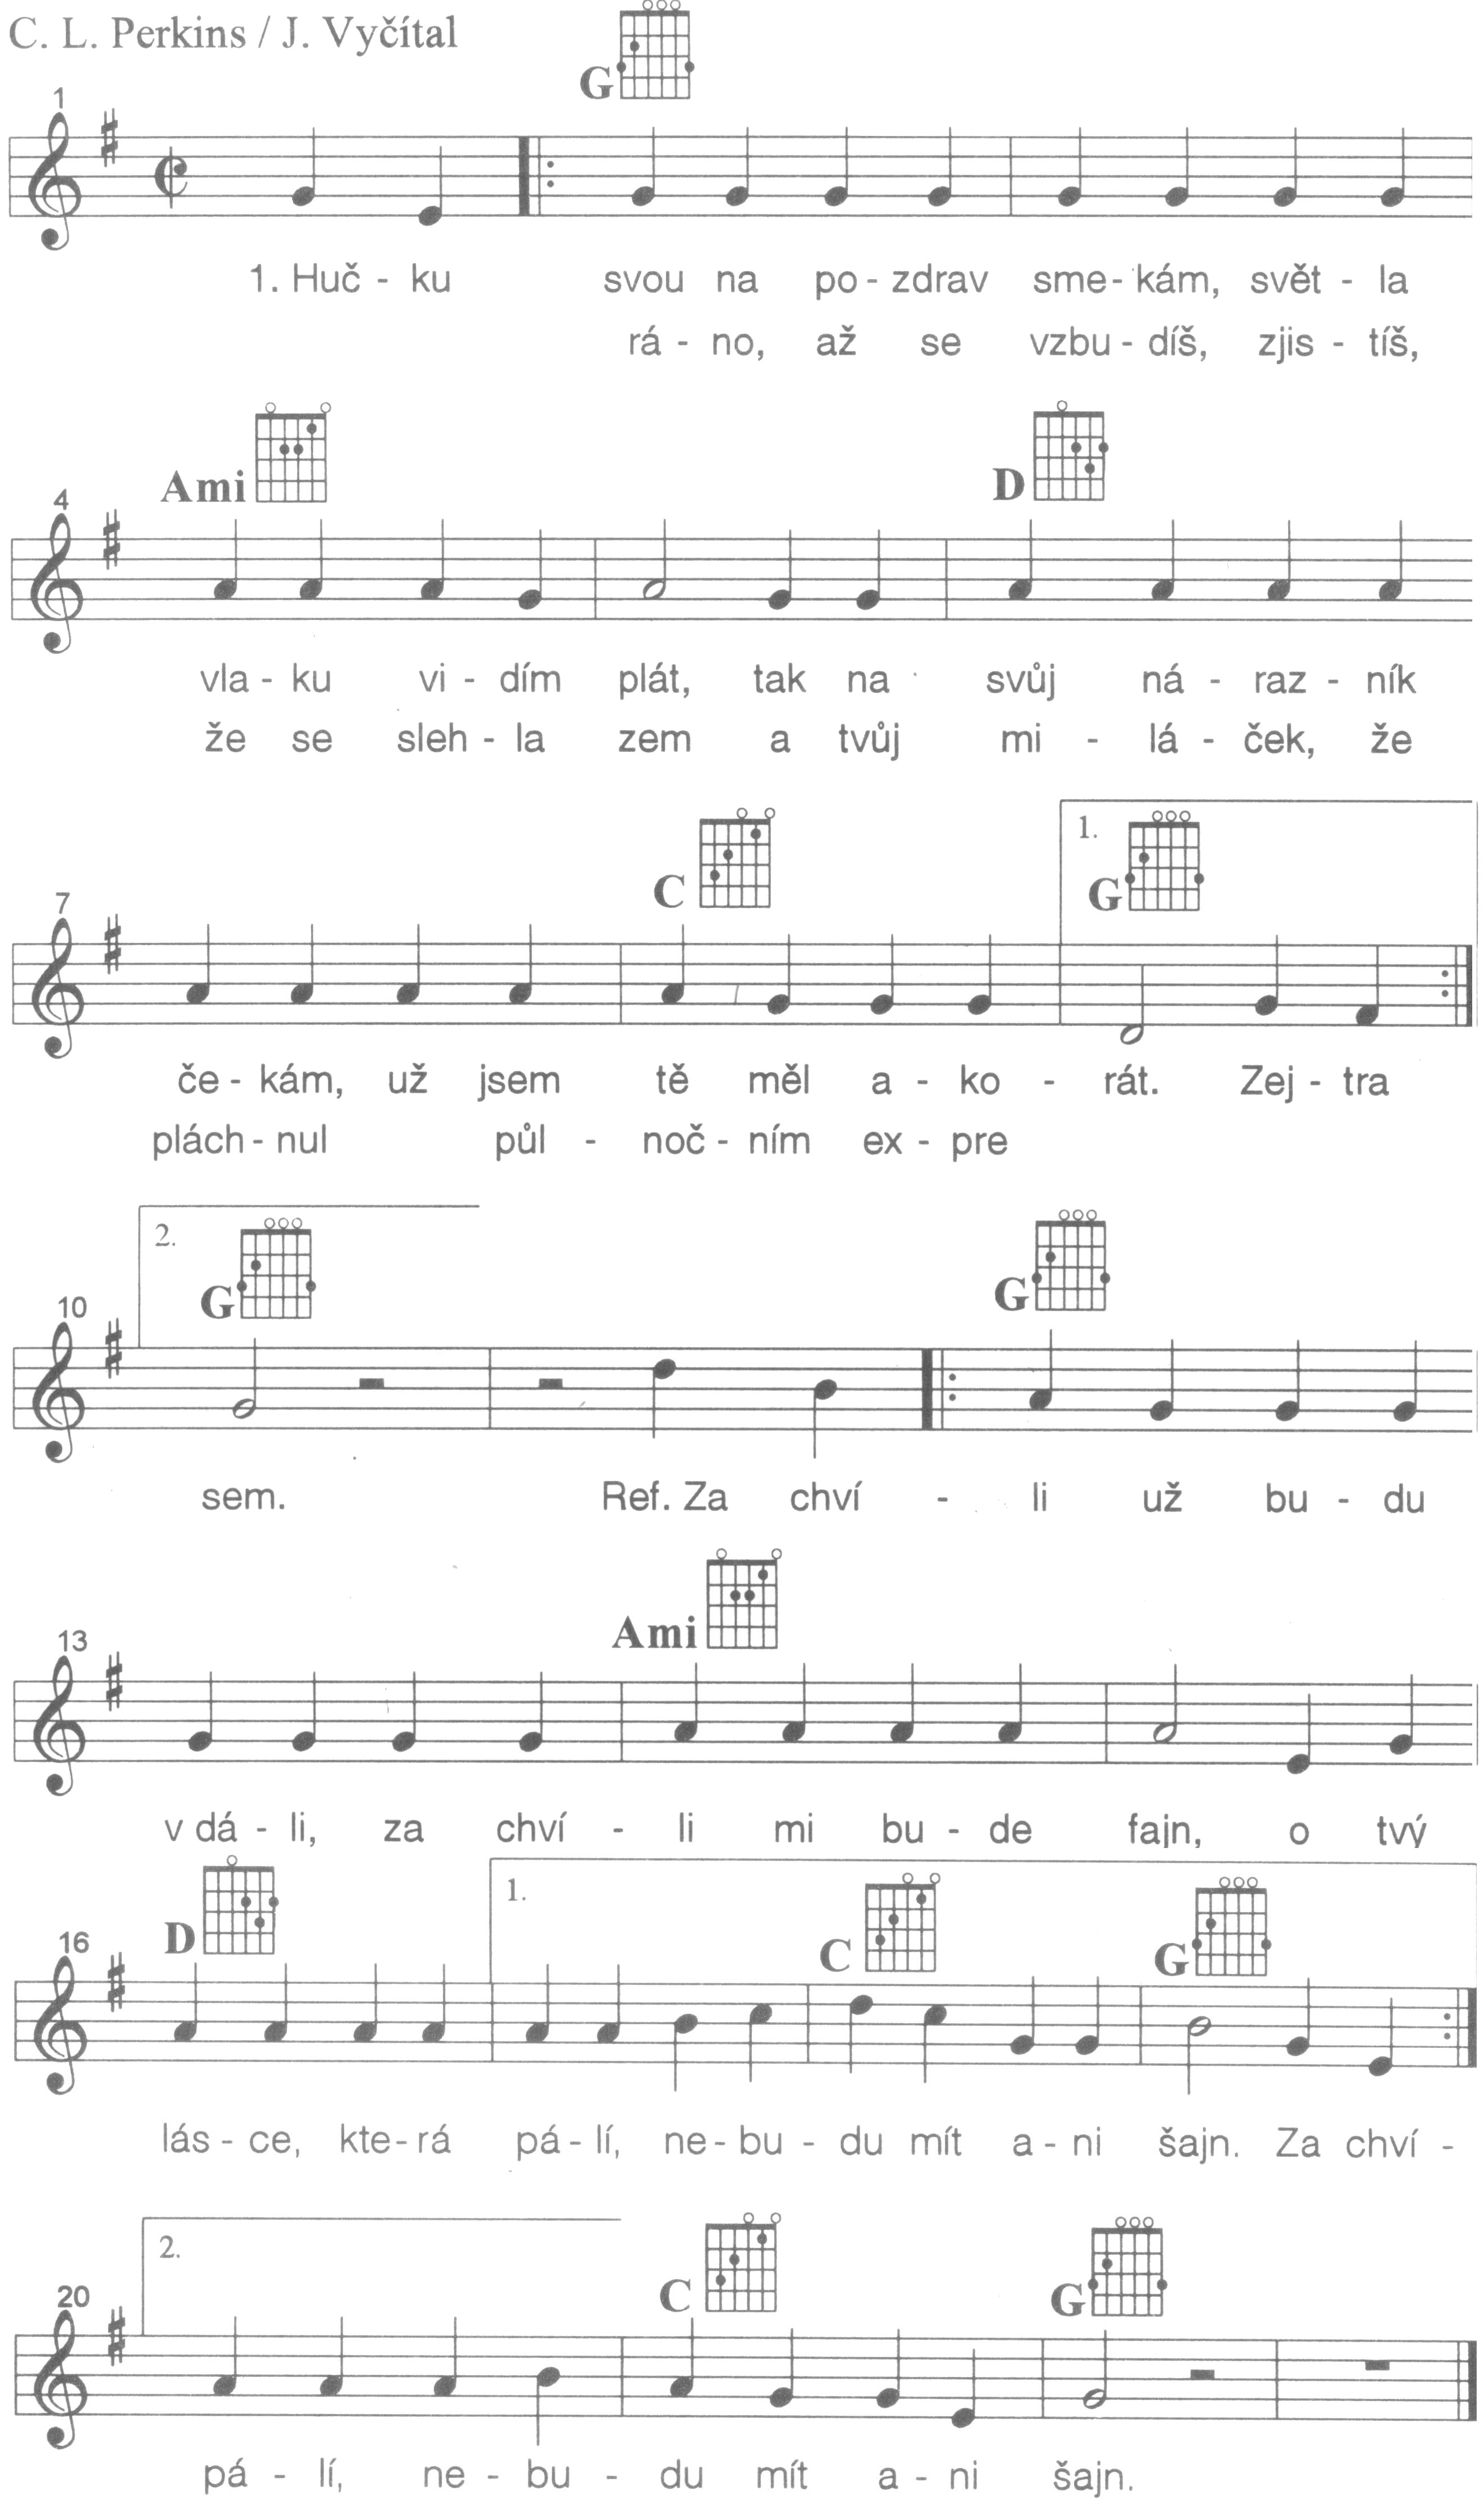 C. L. Perkins / J. Vyčítal
G
1
1. Huč - ku svou na po - zdrav sme - kám, svět - la
rá - no, až se vzbu - díš, zjis - tíš,
Ami D
4
vla - ku vi - dím plát, tak na svůj ná - raz - ník
že se sleh - la zem a tvůj mi - lá - ček, že
C 1. G
7
če - kám, už jsem tě měl a - ko - rát. Zej - tra
plách - nul půl - noč - ním ex - pre
2. G G
10
sem. Ref. Za chví - li už bu - du
Ami
13
v dá - li, za chví - li mi bu - de fajn, o tvý
D 1. C G
16
lás - ce, kte - rá pá - lí, ne - bu - du mít a - ni šajn. Za chví -
2. C G
20
pá - lí, ne - bu - du mít a - ni šajn.